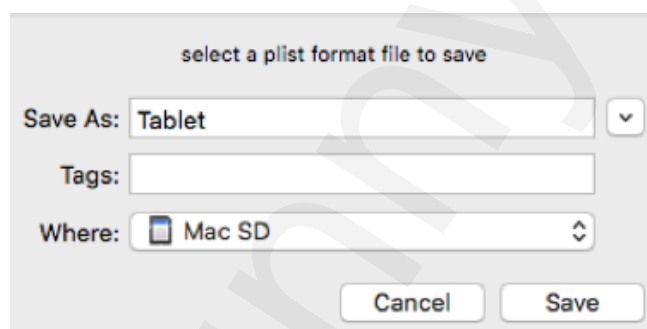 select a plist format file to save
Save As: Tablet
Tags:
Where: Mac SD
Cancel Save